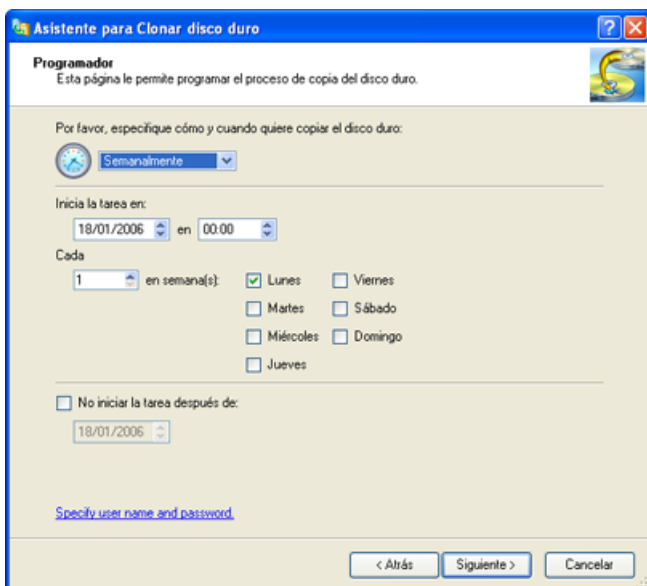 Asistente para Clonar disco duro
Programador
Esta página le permite programar el proceso de copia del disco duro.
Por favor, especifique cómo y cuando quiere copiar el disco duro:
Semanalmente
Inicia la tarea en:
18/01/2006 en 00:00
Cada
1 en semana(s): Lunes Viernes
Martes Sábado
Miércoles Domingo
Jueves
No iniciar la tarea después de:
18/01/2006
Specify user name and password.
< Atrás Siguiente > Cancelar